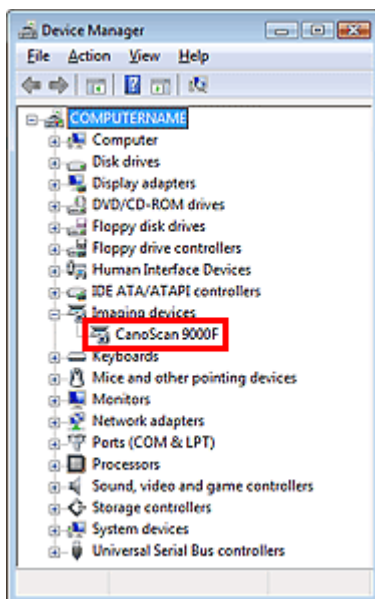 Device Manager
File Action View Help
COMPUTERNAME
Computer
Disk drives
Display adapters
DVD/CD-ROM drives
Floppy disk drives
Floppy drive controllers
Human Interface Devices
IDE ATA/ATAPI controllers
Imaging devices
CanoScan 9000F
Keyboards
Mice and other pointing devices
Monitors
Network adapters
Ports (COM & LPT)
Processors
Sound, video and game controllers
Storage controllers
System devices
Universal Serial Bus controllers